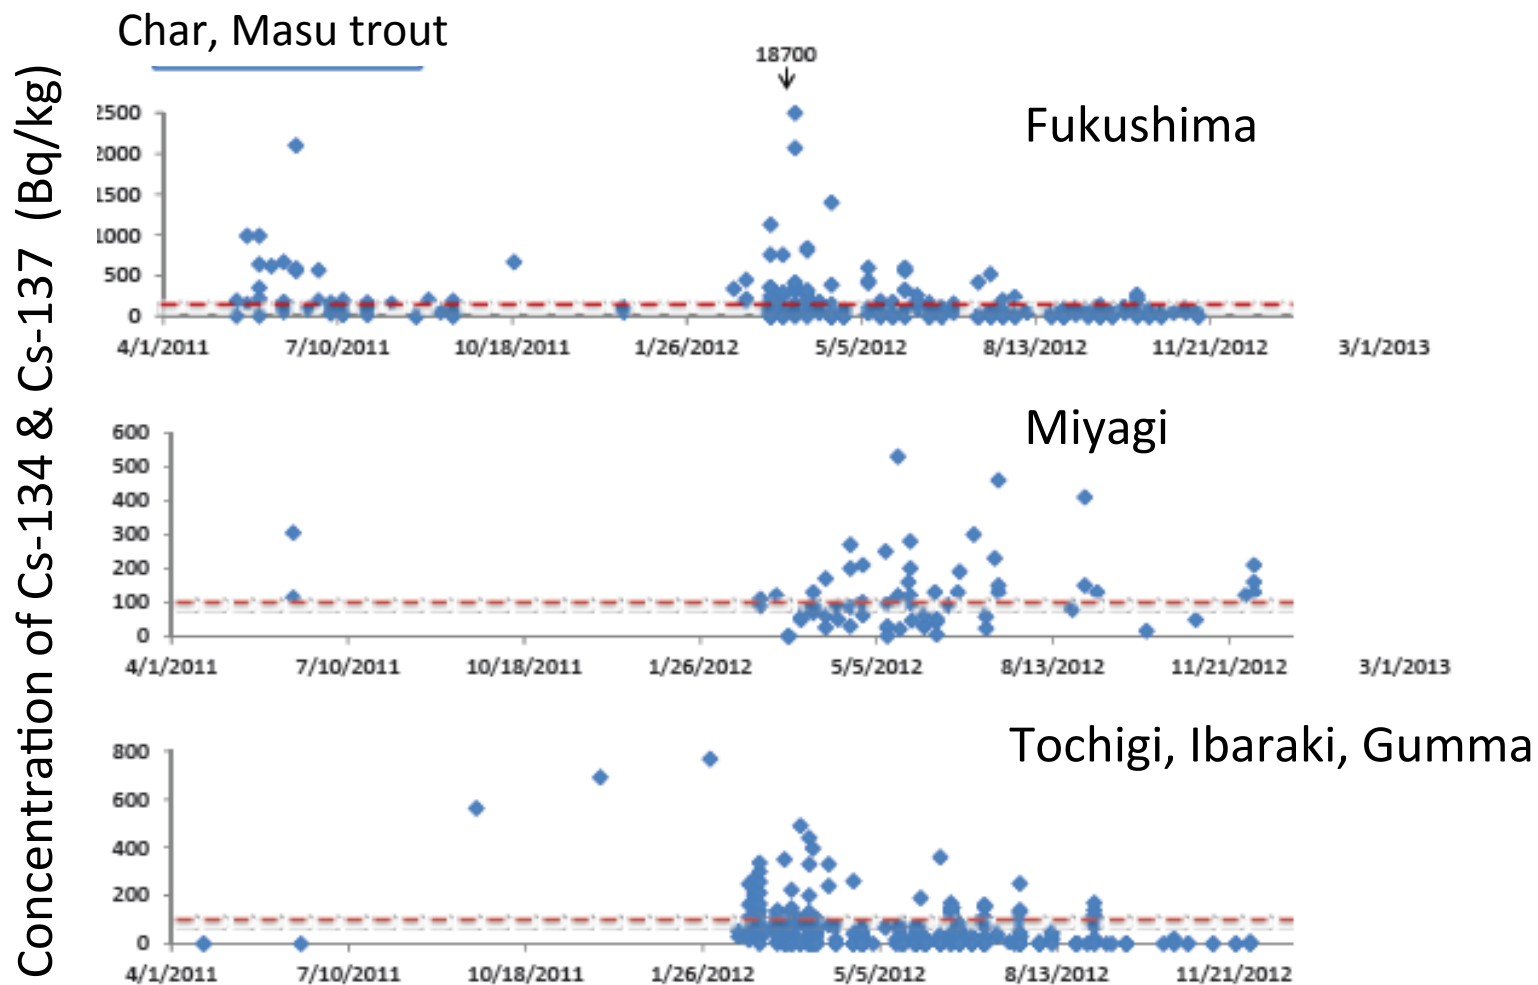 Char, Masu trout
Concentration of Cs-134 & Cs-137 (Bq/kg)
18700
Fukushima
2500
2000
1500
1000
500
0
4/1/2011 7/10/2011 10/18/2011 1/26/2012 5/5/2012 8/13/2012 11/21/2012 3/1/2013
Miyagi
600
500
400
300
200
100
0
4/1/2011 7/10/2011 10/18/2011 1/26/2012 5/5/2012 8/13/2012 11/21/2012 3/1/2013
Tochigi, Ibaraki, Gumma
800
600
400
200
0
4/1/2011 7/10/2011 10/18/2011 1/26/2012 5/5/2012 8/13/2012 11/21/2012